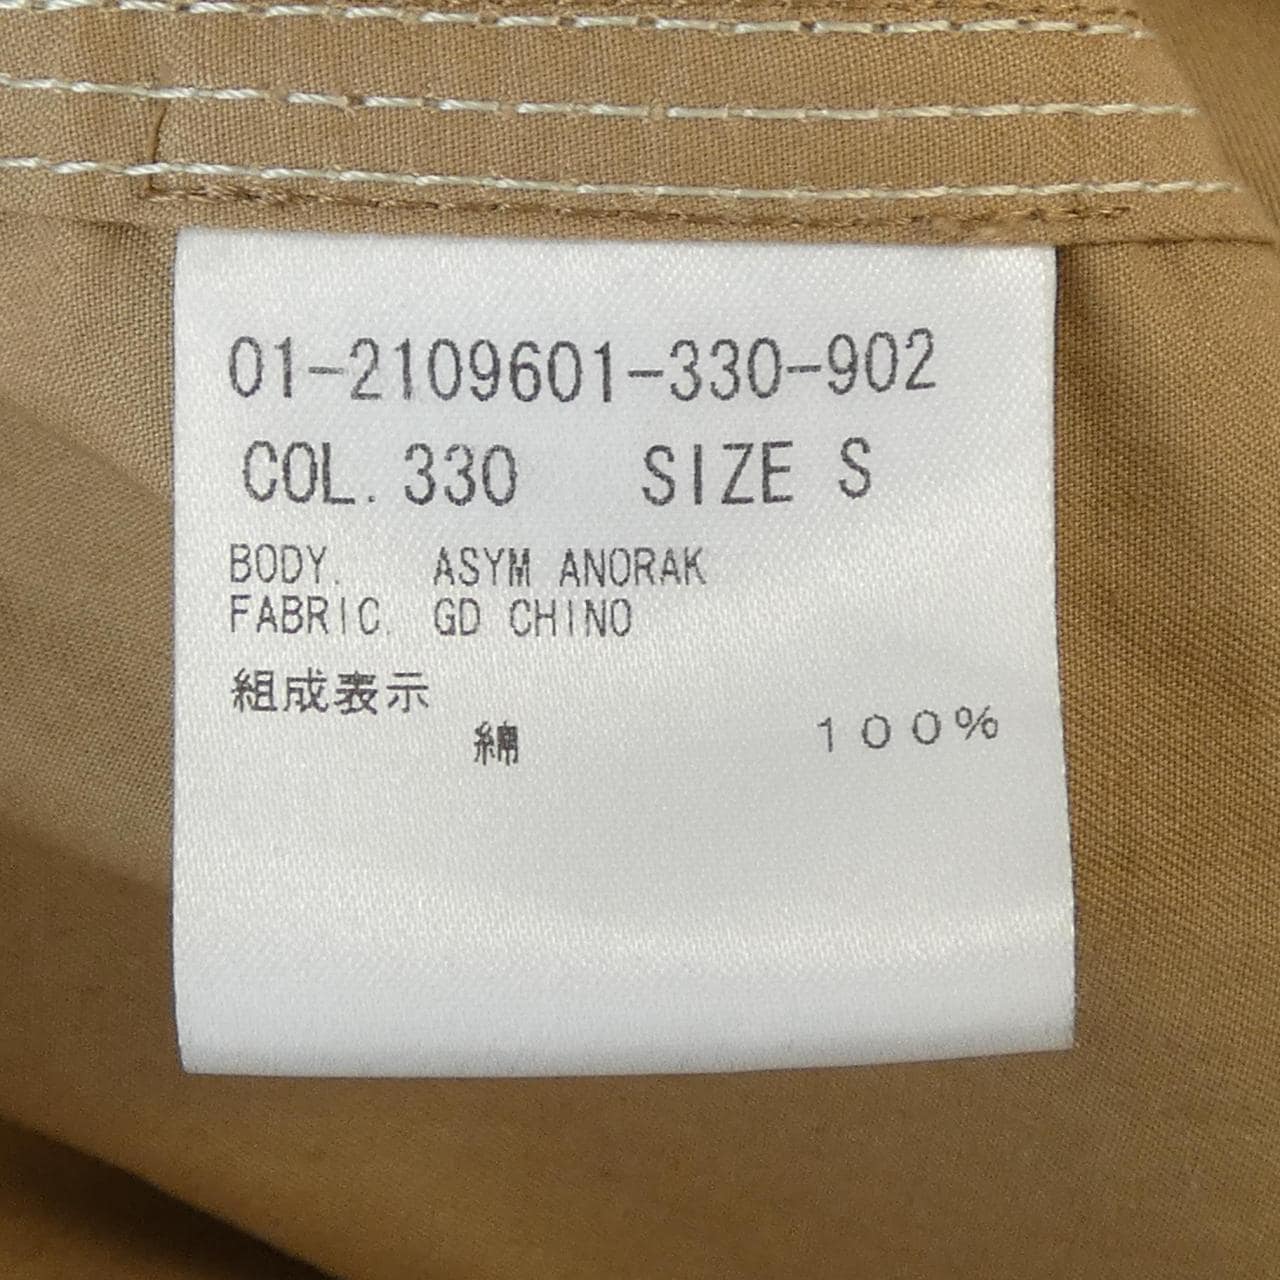 01-2109601-330-902
COL. 330 SIZE S
BODY. ASYM ANORAK
FABRIC. GD CHINO
組成表示
綿 100%